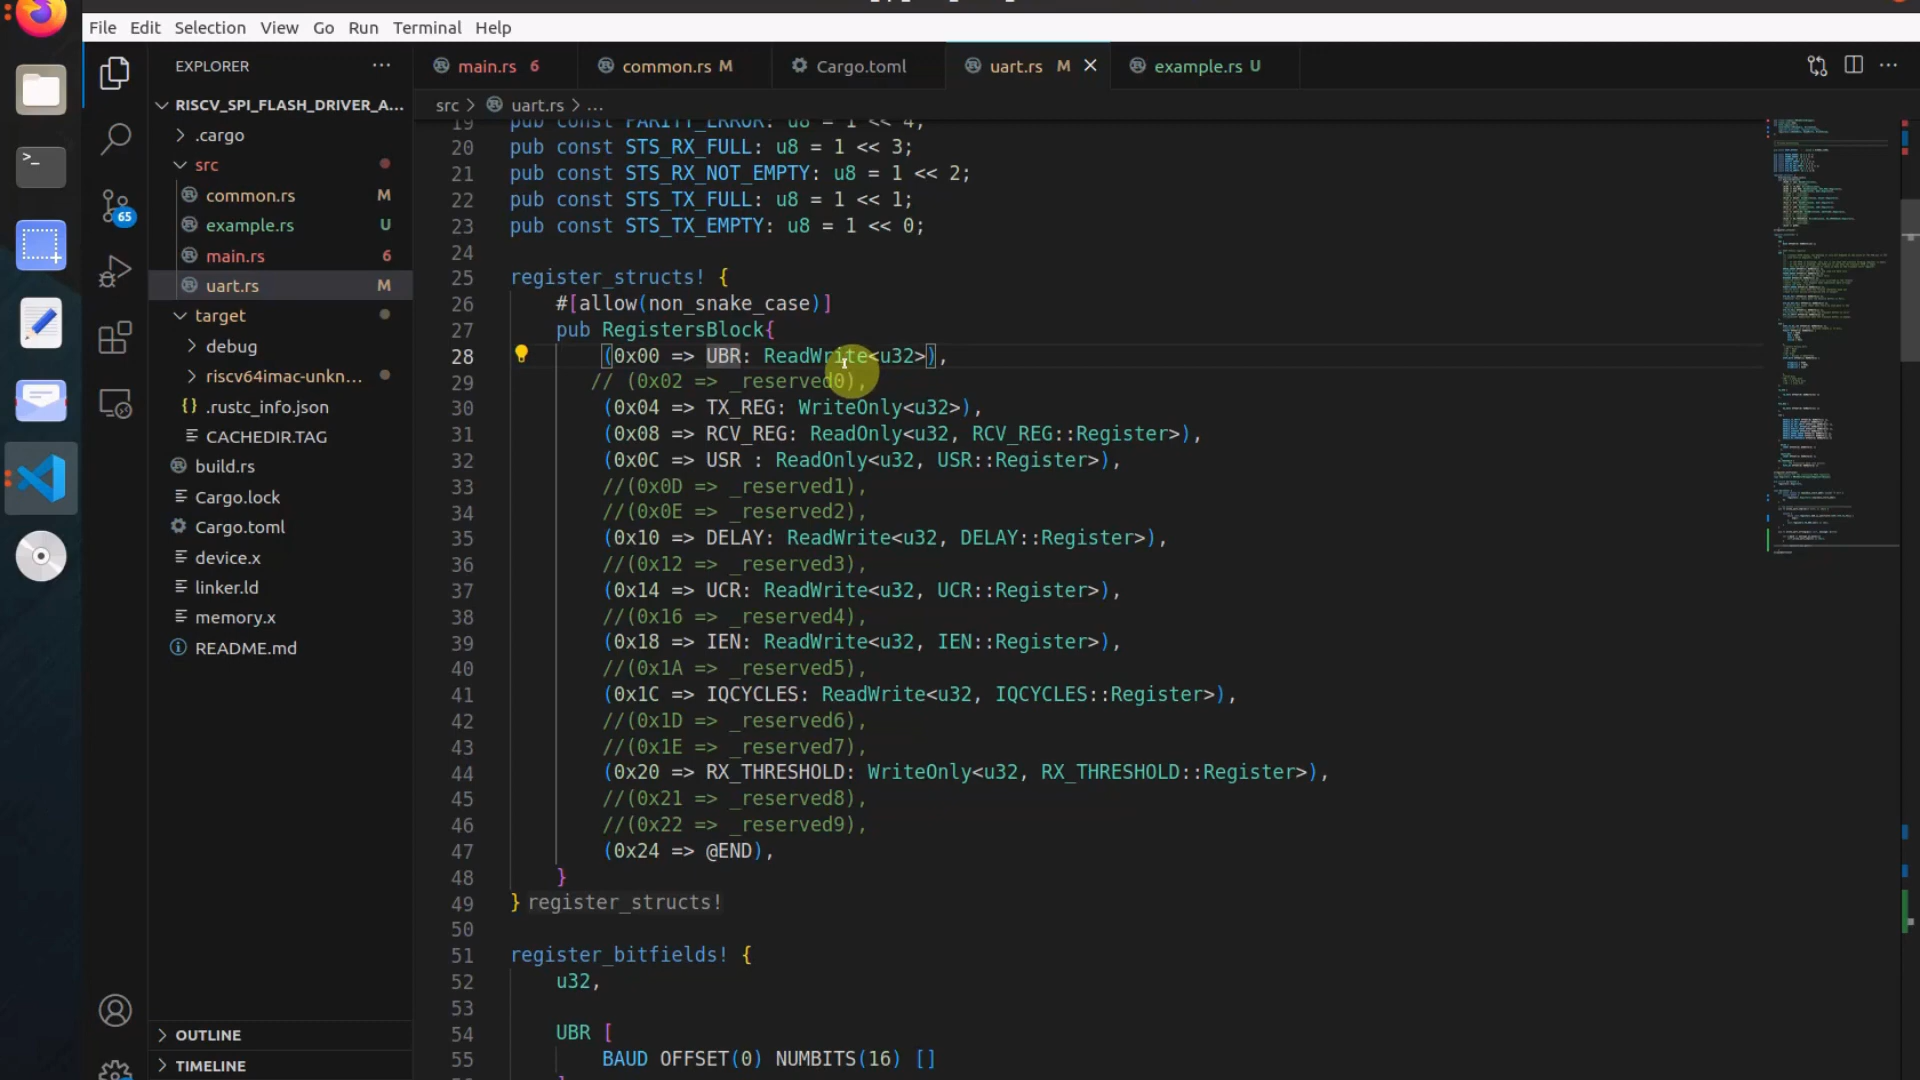 File Edit Selection View Go Run Terminal Help
EXPLORER
RISCV_SPI_FLASH_DRIVER_A...
.cargo
src
common.rs M
example.rs U
main.rs 6
uart.rs M
target
debug
riscv64imac-unkn...
{} .rustc_info.json
CACHEDIR.TAG
build.rs
Cargo.lock
Cargo.toml
device.x
linker.ld
memory.x
README.md
OUTLINE
TIMELINE
65
>_
main.rs 6 common.rs M Cargo.toml uart.rs M example.rs U
src > uart.rs > ...
19 pub const PARITY_ERROR: u8 = 1 << 4;
20 pub const STS_RX_FULL: u8 = 1 << 3;
21 pub const STS_RX_NOT_EMPTY: u8 = 1 << 2;
22 pub const STS_TX_FULL: u8 = 1 << 1;
23 pub const STS_TX_EMPTY: u8 = 1 << 0;
24
25 register_structs! {
26 #[allow(non_snake_case)]
27 pub RegistersBlock{
28 (0x00 => UBR: ReadWrite<u32>),
29 // (0x02 => _reserved0),
30 (0x04 => TX_REG: WriteOnly<u32>),
31 (0x08 => RCV_REG: ReadOnly<u32, RCV_REG::Register>),
32 (0x0C => USR : ReadOnly<u32, USR::Register>),
33 //(0x0D => _reserved1),
34 //(0x0E => _reserved2),
35 (0x10 => DELAY: ReadWrite<u32, DELAY::Register>),
36 //(0x12 => _reserved3),
37 (0x14 => UCR: ReadWrite<u32, UCR::Register>),
38 //(0x16 => _reserved4),
39 (0x18 => IEN: ReadWrite<u32, IEN::Register>),
40 //(0x1A => _reserved5),
41 (0x1C => IQCYCLES: ReadWrite<u32, IQCYCLES::Register>),
42 //(0x1D => _reserved6),
43 //(0x1E => _reserved7),
44 (0x20 => RX_THRESHOLD: WriteOnly<u32, RX_THRESHOLD::Register>),
45 //(0x21 => _reserved8),
46 //(0x22 => _reserved9),
47 (0x24 => @END),
48 }
49 } register_structs!
50
51 register_bitfields! {
52 u32,
53
54 UBR [
55 BAUD OFFSET(0) NUMBITS(16) []